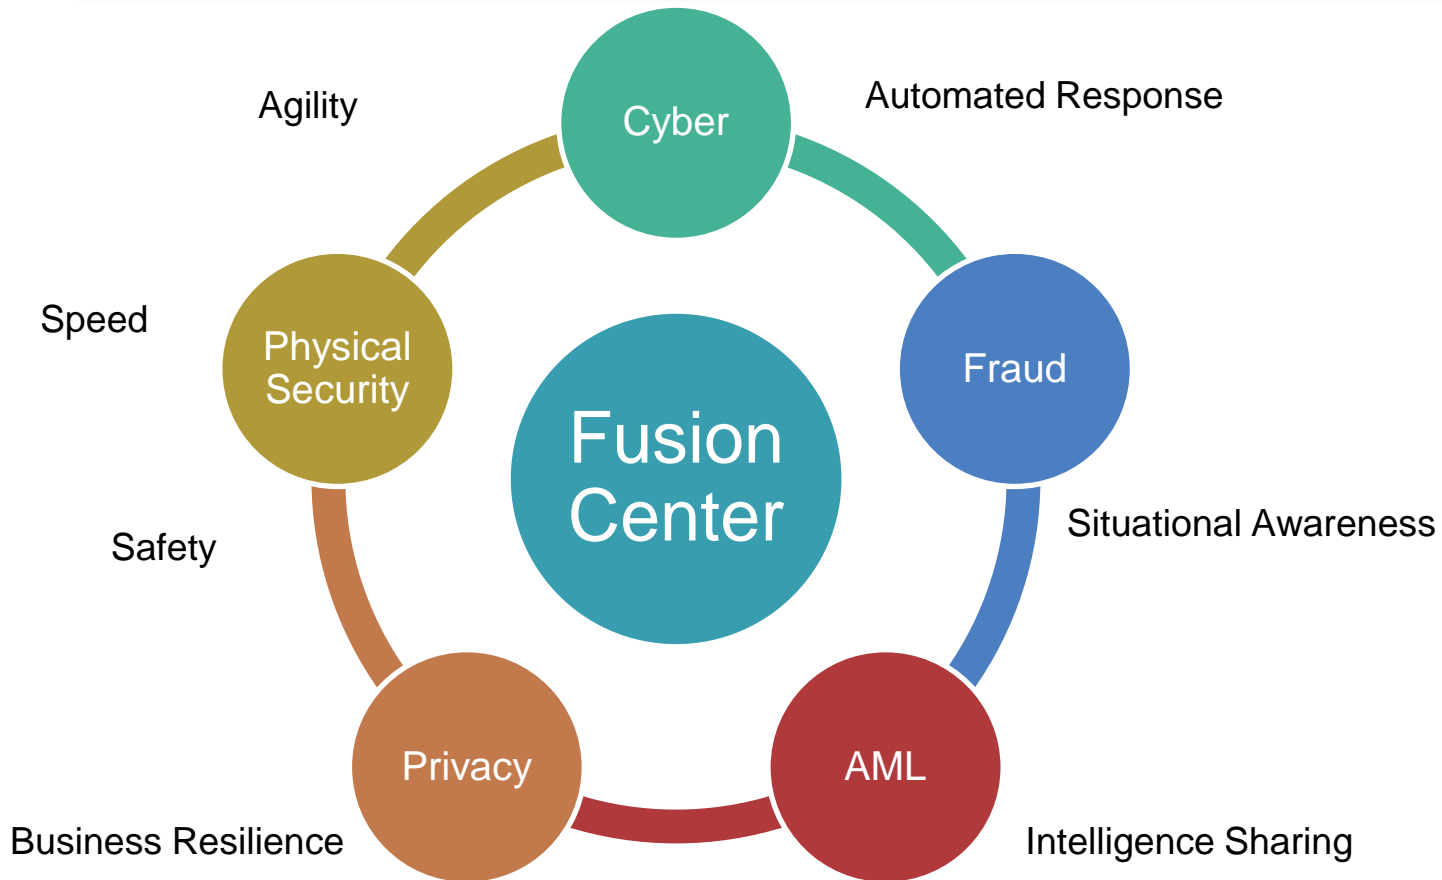 Agility
Cyber
Automated Response
Speed
Physical
Security
Fraud
Fusion
Center
Safety
Situational Awareness
Privacy
AML
Business Resilience
Intelligence Sharing